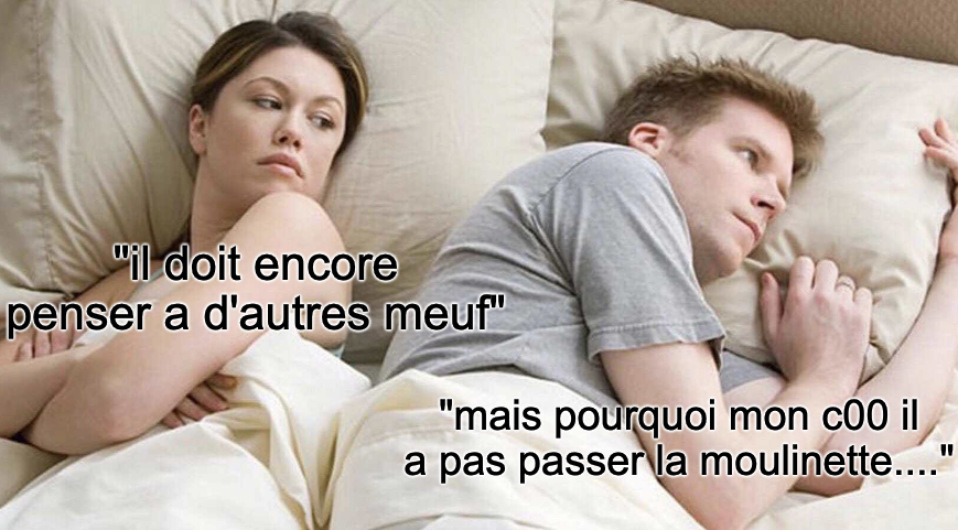 "il doit encore
penser a d'autres meuf"
"mais pourquoi mon c00 il
a pas passer la moulinette...."